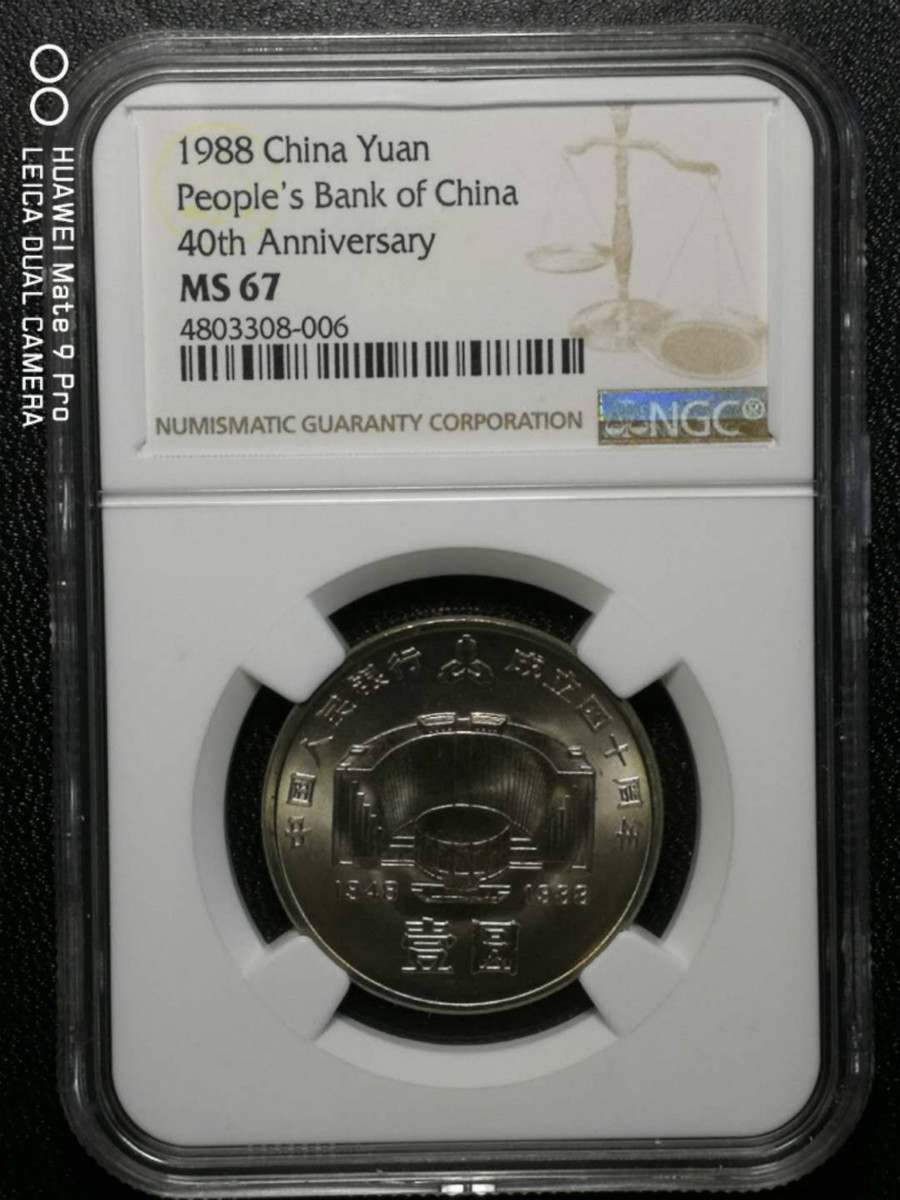 1988 China Yuan
People's Bank of China
40th Anniversary
MS 67
4803308-006
NUMISMATIC GUARANTY CORPORATION
NGC®
中国人民銀行 成立四十周年
1948 1988
壹圆
HUAWEI Mate 9 Pro
LEICA DUAL CAMERA